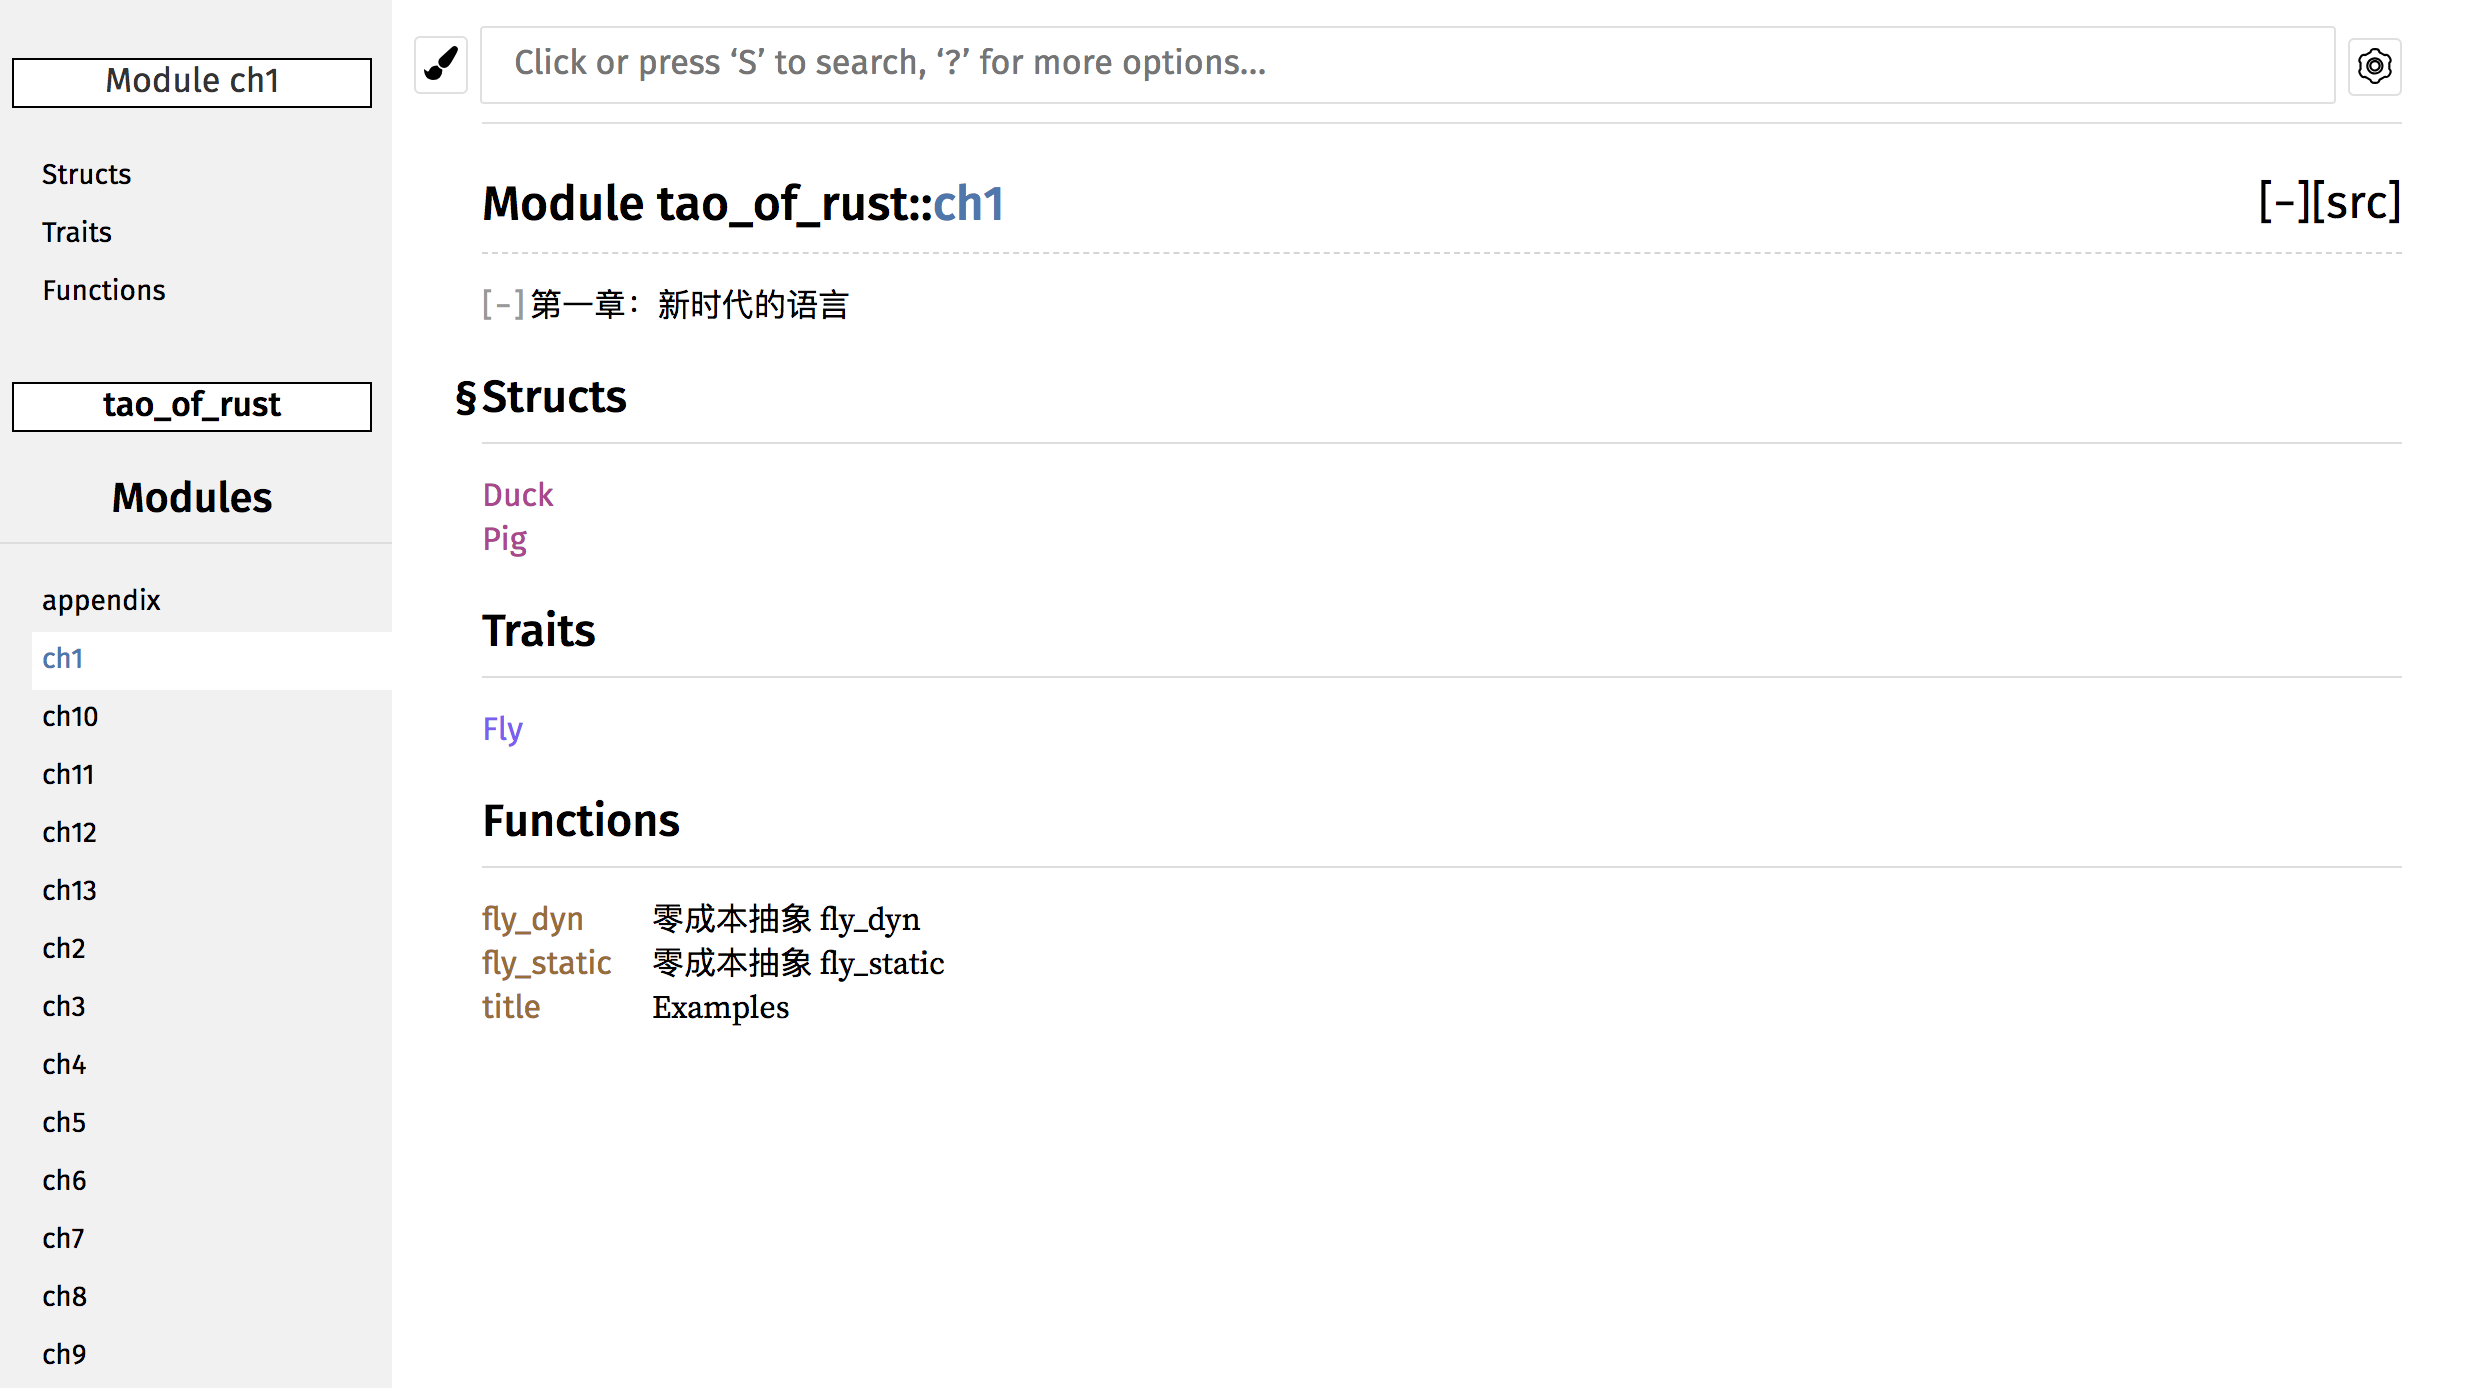 Module ch1
Structs
Traits
Functions
tao_of_rust
Modules
appendix
ch1
ch10
ch11
ch12
ch13
ch2
ch3
ch4
ch5
ch6
ch7
ch8
ch9
Click or press ‘S’ to search, ‘?’ for more options…
Module tao_of_rust::ch1 [−][src]
[−] 第一章：新时代的语言
§Structs
Duck
Pig
Traits
Fly
Functions
fly_dyn 零成本抽象 fly_dyn
fly_static 零成本抽象 fly_static
title Examples